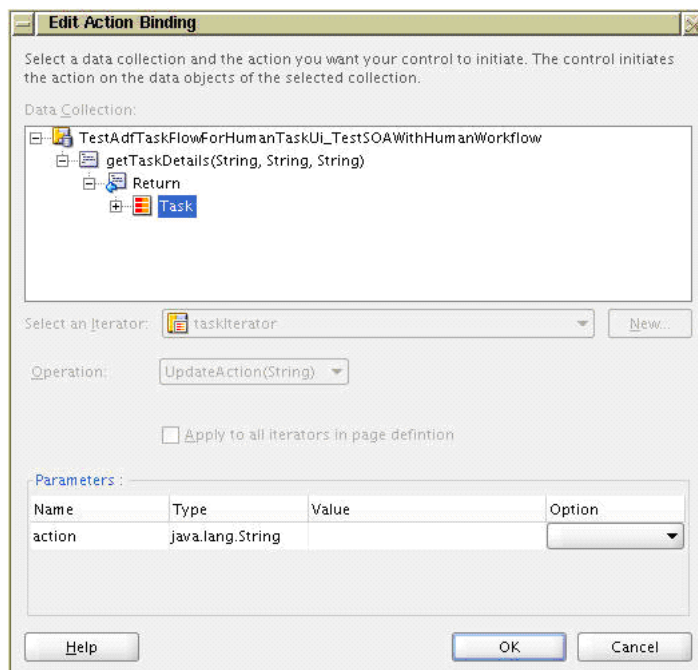 Edit Action Binding
Select a data collection and the action you want your control to initiate. The control initiates
the action on the data objects of the selected collection.
Data Collection:
TestAdfTaskFlowForHumanTaskUi_TestSOAWithHumanWorkflow
getTaskDetails(String, String, String)
Return
Task
Select an Iterator: taskIterator New...
Operation: UpdateAction(String)
Apply to all iterators in page defintion
Parameters :
Name Type Value Option
action java.lang.String
Help OK Cancel